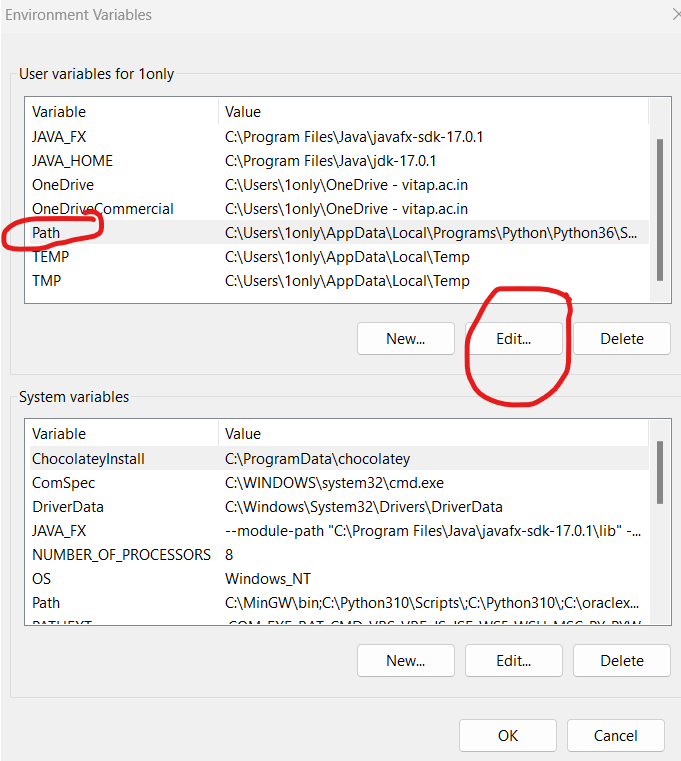 Environment Variables
User variables for 1only
Variable Value
JAVA_FX C:\Program Files\Java\javafx-sdk-17.0.1
JAVA_HOME C:\Program Files\Java\jdk-17.0.1
OneDrive C:\Users\1only\OneDrive - vitap.ac.in
OneDriveCommercial C:\Users\1only\OneDrive - vitap.ac.in
Path C:\Users\1only\AppData\Local\Programs\Python\Python36\S...
TEMP C:\Users\1only\AppData\Local\Temp
TMP C:\Users\1only\AppData\Local\Temp
New... Edit... Delete
System variables
Variable Value
ChocolateyInstall C:\ProgramData\chocolatey
ComSpec C:\WINDOWS\system32\cmd.exe
DriverData C:\Windows\System32\Drivers\DriverData
JAVA_FX --module-path "C:\Program Files\Java\javafx-sdk-17.0.1\lib" -...
NUMBER_OF_PROCESSORS 8
OS Windows_NT
Path C:\MinGW\bin;C:\Python310\Scripts\;C:\Python310\;C:\oraclex...
New... Edit... Delete
OK Cancel